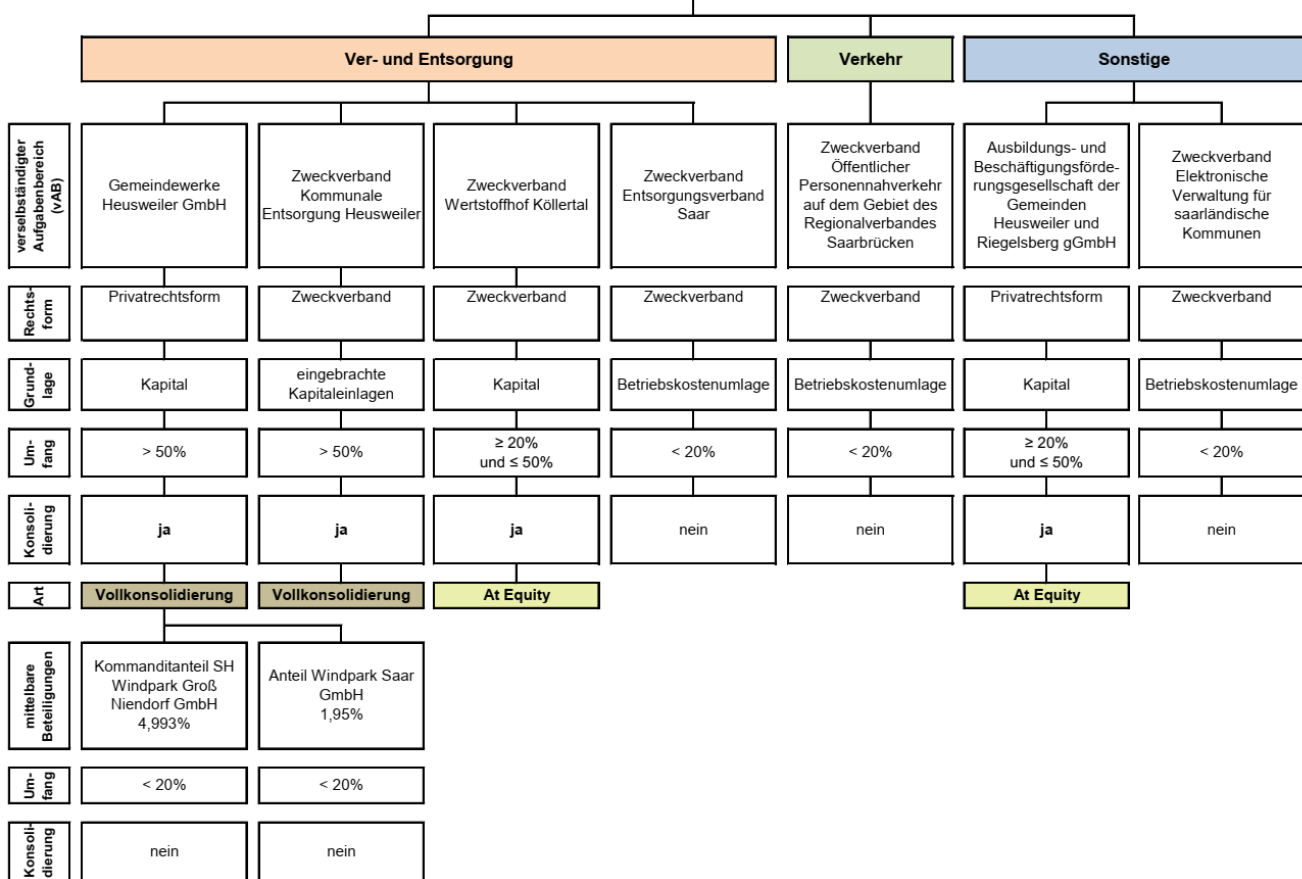 Ver- und Entsorgung
Verkehr
Sonstige
verselbständigter
Aufgabenbereich
(vAB)
Gemeindewerke
Heusweiler GmbH
Zweckverband
Kommunale
Entsorgung Heusweiler
Zweckverband
Wertstoffhof Köllertal
Zweckverband
Entsorgungsverband
Saar
Zweckverband
Öffentlicher
Personennahverkehr
auf dem Gebiet des
Regionalverbandes
Saarbrücken
Ausbildungs- und
Beschäftigungsförde-
rungsgesellschaft der
Gemeinden
Heusweiler und
Riegelsberg gGmbH
Zweckverband
Elektronische
Verwaltung für
saarländische
Kommunen
Rechts-
form
Privatrechtsform
Zweckverband
Zweckverband
Zweckverband
Zweckverband
Privatrechtsform
Zweckverband
Grund-
lage
Kapital
eingebrachte
Kapitaleinlagen
Kapital
Betriebskostenumlage
Betriebskostenumlage
Kapital
Betriebskostenumlage
Um-
fang
> 50%
> 50%
≥ 20%
und ≤ 50%
< 20%
< 20%
≥ 20%
und ≤ 50%
< 20%
Konsoli-
dierung
ja
ja
ja
nein
nein
ja
nein
Art
Vollkonsolidierung
Vollkonsolidierung
At Equity
At Equity
mittelbare
Beteiligungen
Kommanditanteil SH
Windpark Groß
Niendorf GmbH
4,993%
Anteil Windpark Saar
GmbH
1,95%
Um-
fang
< 20%
< 20%
Konsoli-
dierung
nein
nein